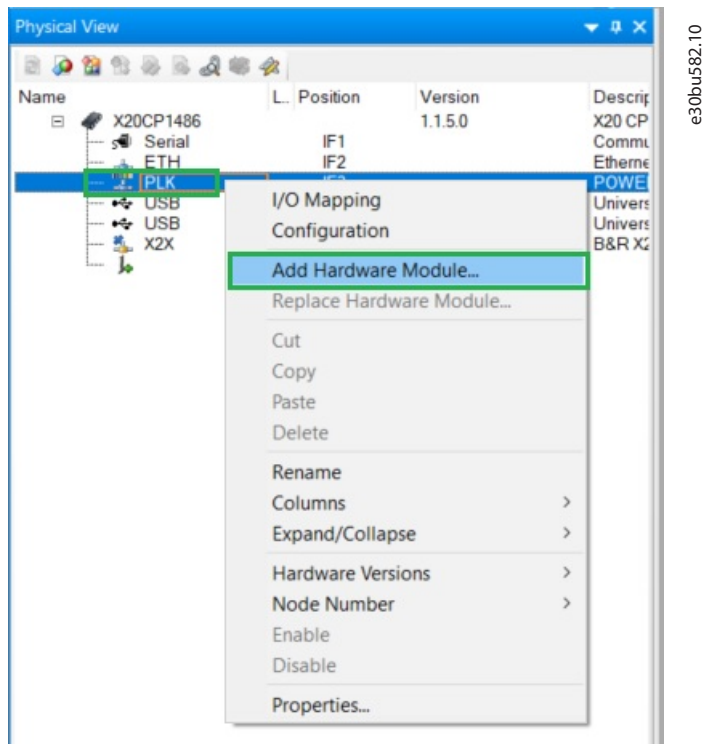 Physical View
Name L.. Position Version Descrip
X20CP1486 1.1.5.0 X20 CP
Serial IF1 Commu
ETH IF2 Etherne
PLK IF3 POWE
USB Univers
USB Univers
X2X B&R X2
I/O Mapping
Configuration
Add Hardware Module...
Replace Hardware Module...
Cut
Copy
Paste
Delete
Rename
Columns
Expand/Collapse
Hardware Versions
Node Number
Enable
Disable
Properties...
e30bu582.10